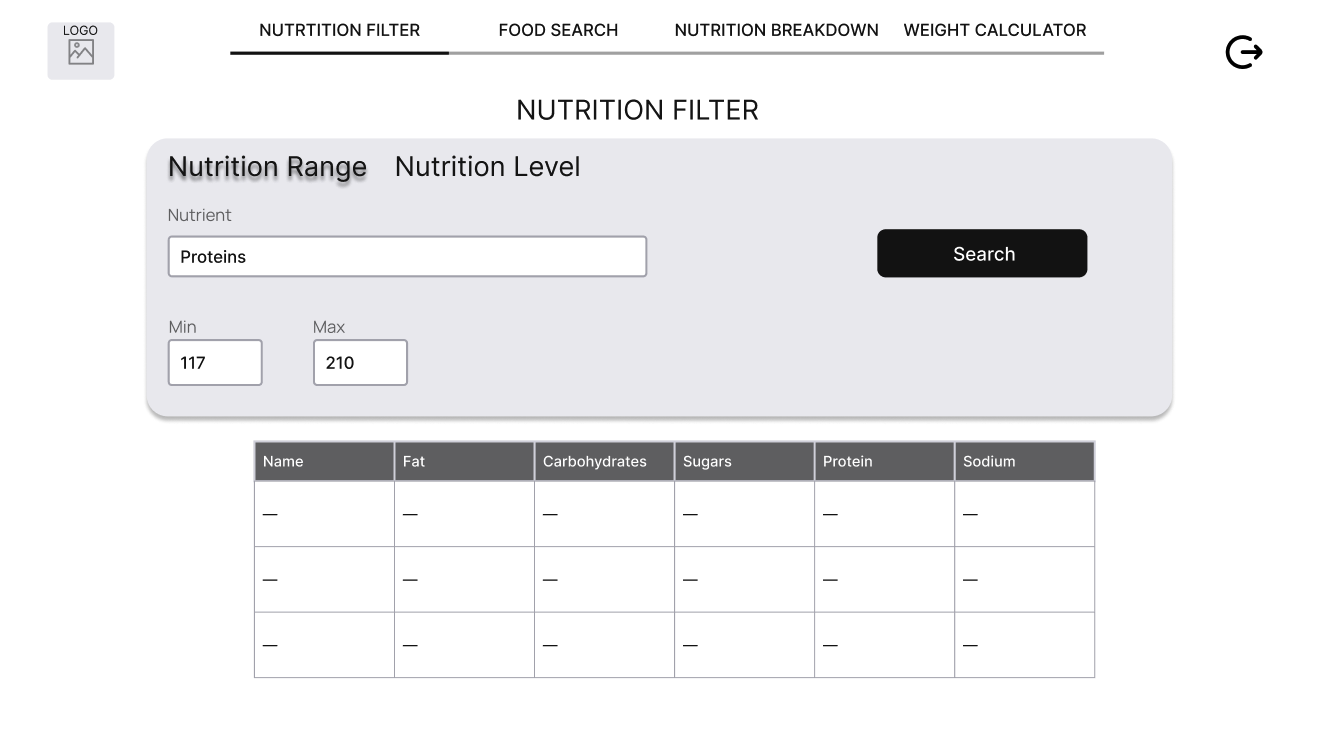 LOGO
NUTRTITION FILTER FOOD SEARCH NUTRITION BREAKDOWN WEIGHT CALCULATOR
NUTRITION FILTER
Nutrition Range Nutrition Level
Nutrient
Proteins
Search
Min Max
117 210
Name Fat Carbohydrates Sugars Protein Sodium
— — — — — —
— — — — — —
— — — — — —